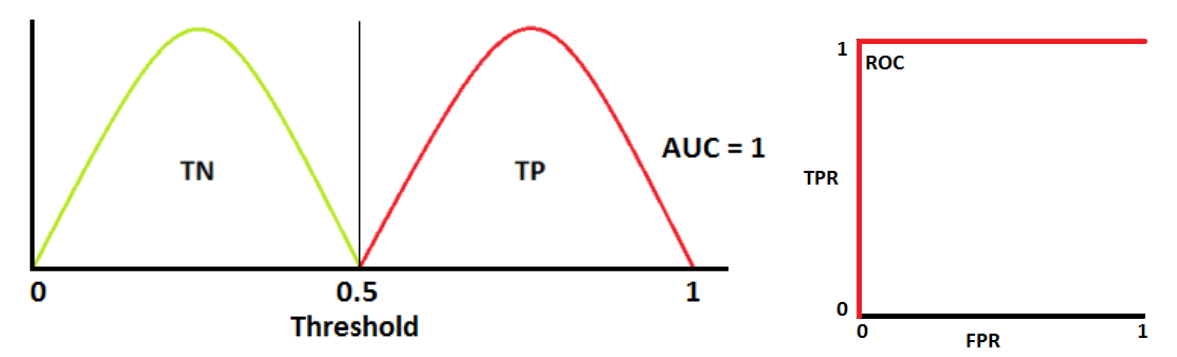 TN
TP
AUC = 1
0
0.5
1
Threshold
1
ROC
TPR
0
0
1
FPR